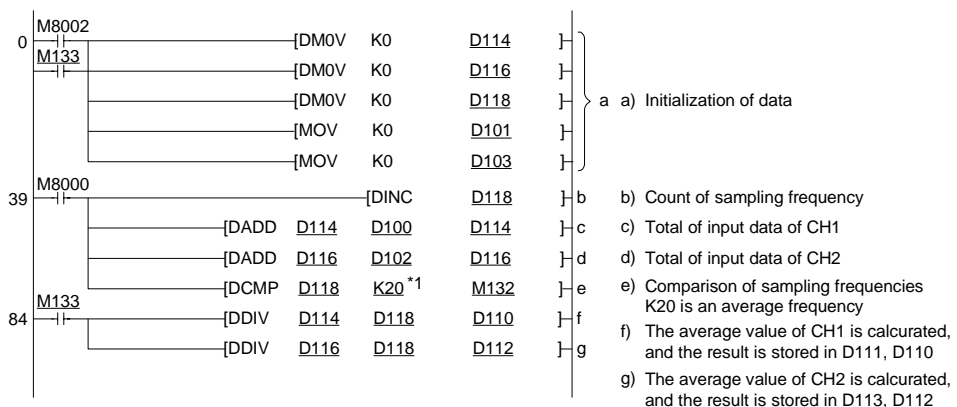 M8002
0 [DM0V K0 D114 ]
M133
[DM0V K0 D116 ]
[DM0V K0 D118 ] a a) Initialization of data
[MOV K0 D101 ]
[MOV K0 D103 ]
M8000
39 [DINC D118 ] b b) Count of sampling frequency
[DADD D114 D100 D114 ] c c) Total of input data of CH1
[DADD D116 D102 D116 ] d d) Total of input data of CH2
[DCMP D118 K20 *1 M132 ] e e) Comparison of sampling frequencies
K20 is an average frequency
M133
84 [DDIV D114 D118 D110 ] f f) The average value of CH1 is calcurated,
and the result is stored in D111, D110
[DDIV D116 D118 D112 ] g g) The average value of CH2 is calcurated,
and the result is stored in D113, D112